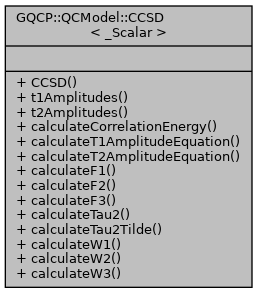 GQCP::QCModel::CCSD
< _Scalar >
+ CCSD()
+ t1Amplitudes()
+ t2Amplitudes()
+ calculateCorrelationEnergy()
+ calculateT1AmplitudeEquation()
+ calculateT2AmplitudeEquation()
+ calculateF1()
+ calculateF2()
+ calculateF3()
+ calculateTau2()
+ calculateTau2Tilde()
+ calculateW1()
+ calculateW2()
+ calculateW3()